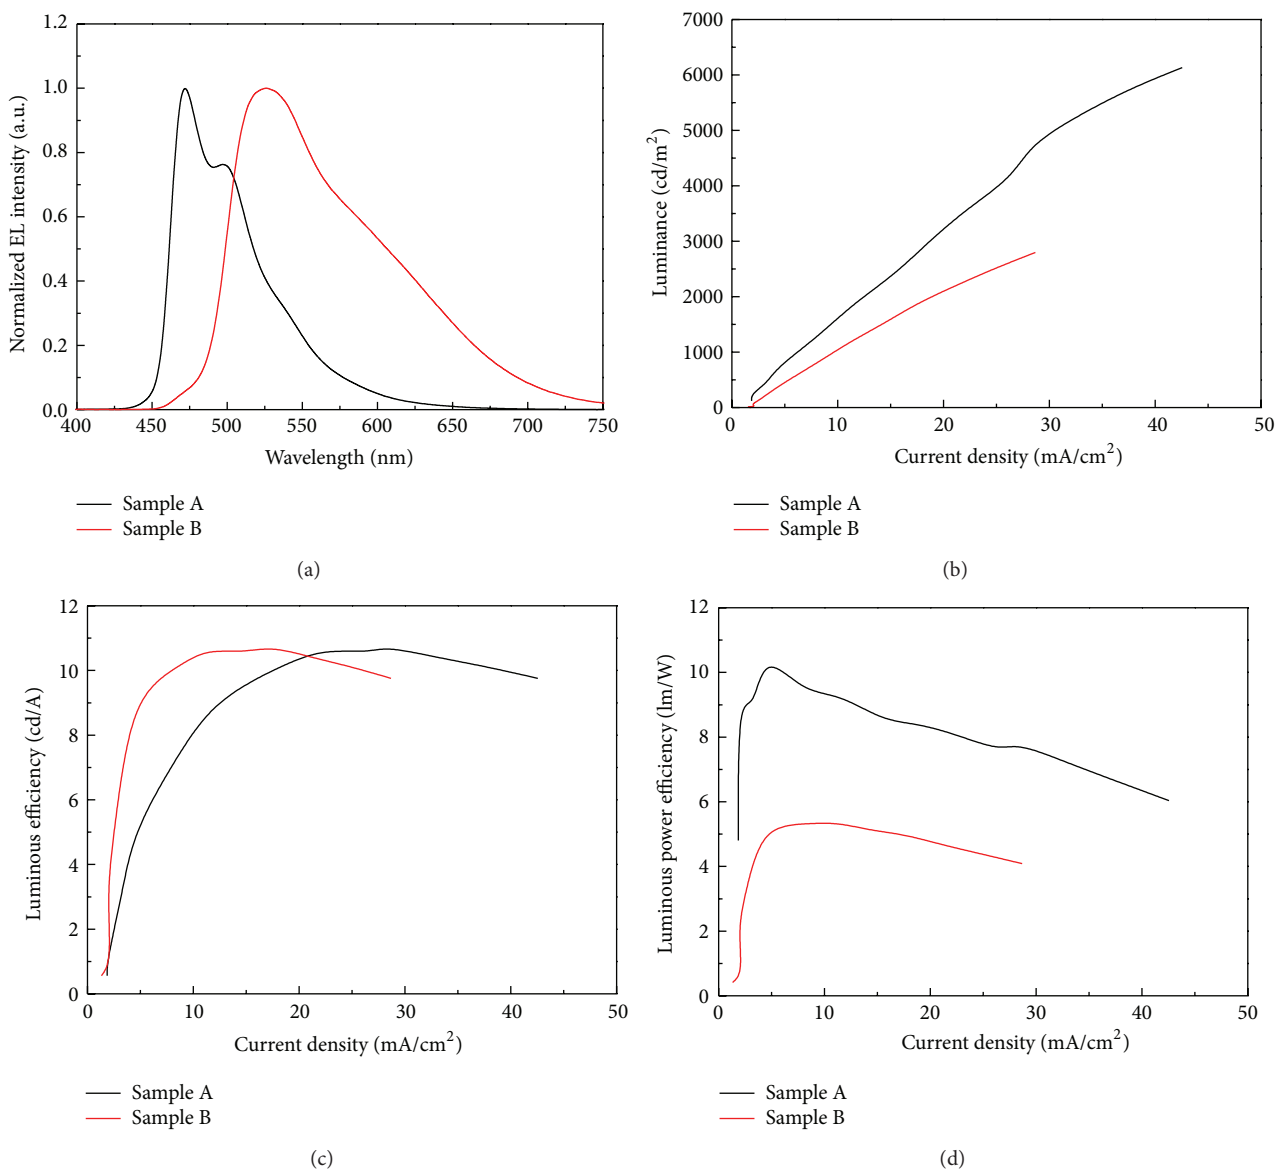 1.2
1.0
0.8
0.6
0.4
0.2
0.0
Normalized EL intensity (a.u.)
400 450 500 550 600 650 700 750
Wavelength (nm)
Sample A
Sample B
(a)
7000
6000
5000
4000
3000
2000
1000
0
Luminance (cd/m²)
0 10 20 30 40 50
Current density (mA/cm²)
Sample A
Sample B
(b)
12
10
8
6
4
2
0
Luminous efficiency (cd/A)
0 10 20 30 40 50
Current density (mA/cm²)
Sample A
Sample B
(c)
12
10
8
6
4
2
0
Luminous power efficiency (lm/W)
0 10 20 30 40 50
Current density (mA/cm²)
Sample A
Sample B
(d)